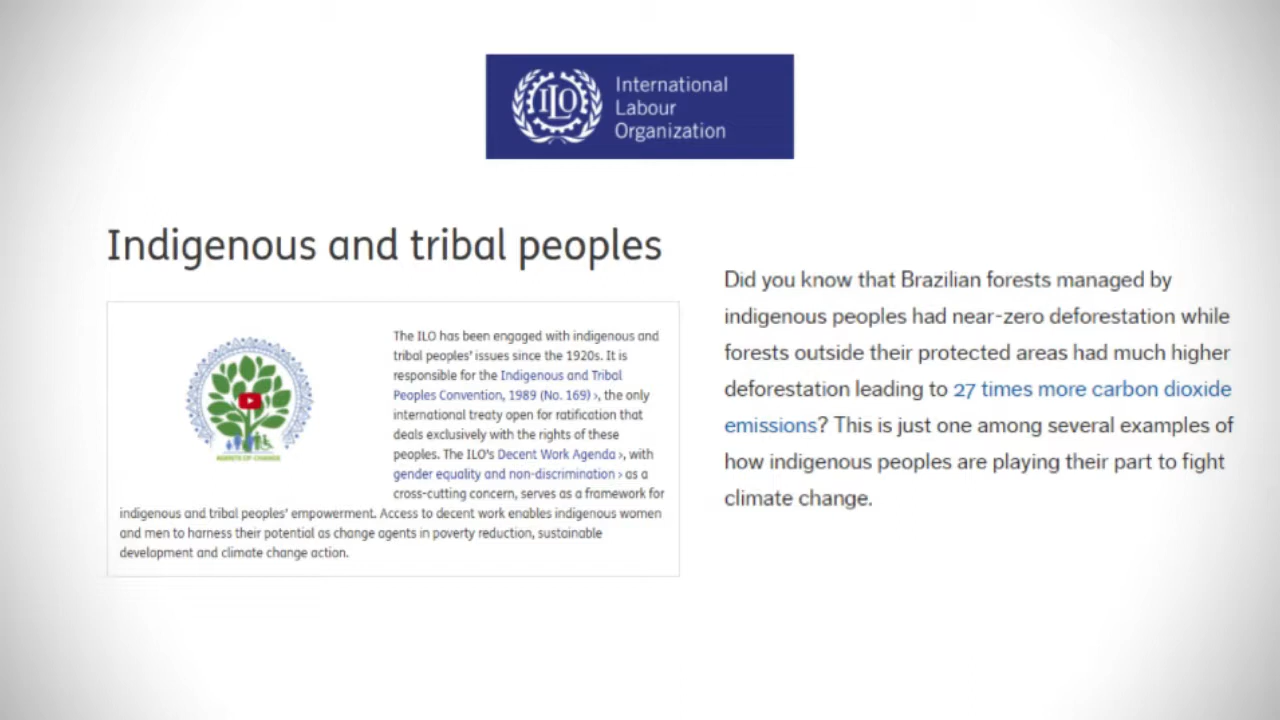 ILO
International
Labour
Organization
Indigenous and tribal peoples
The ILO has been engaged with indigenous and
tribal peoples' issues since the 1920s. It is
responsible for the Indigenous and Tribal
Peoples Convention, 1989 (No. 169) ›, the only
international treaty open for ratification that
deals exclusively with the rights of these
peoples. The ILO's Decent Work Agenda ›, with
gender equality and non-discrimination › as a
cross-cutting concern, serves as a framework for
indigenous and tribal peoples' empowerment. Access to decent work enables indigenous women
and men to harness their potential as change agents in poverty reduction, sustainable
development and climate change action.
AGENTS OF CHANGE
Did you know that Brazilian forests managed by
indigenous peoples had near-zero deforestation while
forests outside their protected areas had much higher
deforestation leading to 27 times more carbon dioxide
emissions? This is just one among several examples of
how indigenous peoples are playing their part to fight
climate change.